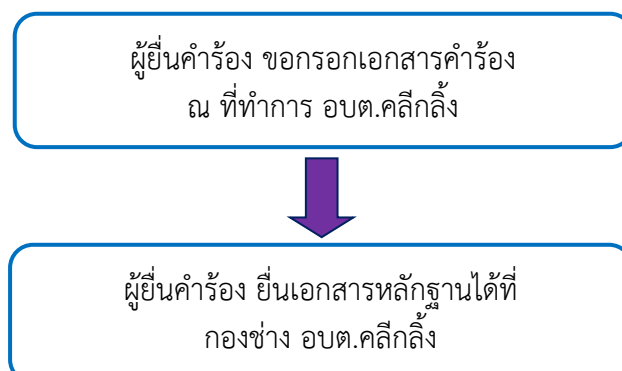 ผู้ยื่นคำร้อง ขอกรอกเอกสารคำร้อง
ณ ที่ทำการ อบต.คลีกลิ้ง
ผู้ยื่นคำร้อง ยื่นเอกสารหลักฐานได้ที่
กองช่าง อบต.คลีกลิ้ง